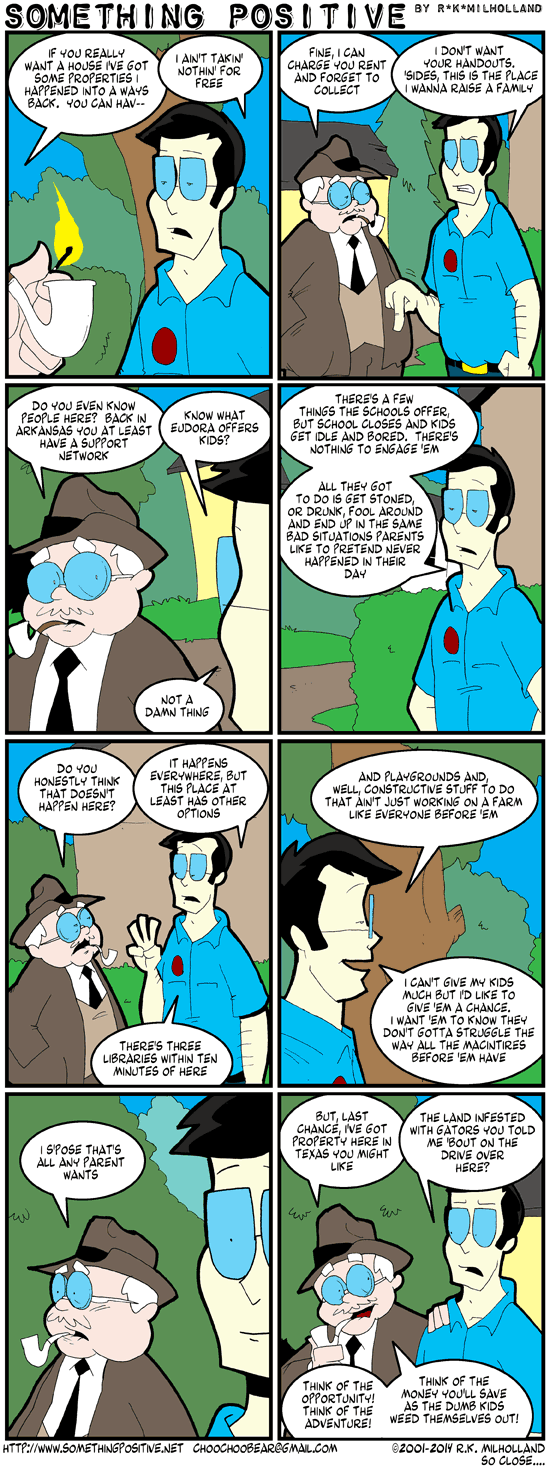 SOMETHING POSITIVE BY R*K*MILHOLLAND
IF YOU REALLY
WANT A HOUSE I'VE GOT
SOME PROPERTIES I
HAPPENED INTO A WAYS
BACK. YOU CAN HAV--
I AIN'T TAKIN'
NOTHIN' FOR
FREE
FINE, I CAN
CHARGE YOU RENT
AND FORGET TO
COLLECT
I DON'T WANT
YOUR HANDOUTS.
'SIDES, THIS IS THE PLACE
I WANNA RAISE A FAMILY
DO YOU EVEN KNOW
PEOPLE HERE? BACK IN
ARKANSAS YOU AT LEAST
HAVE A SUPPORT
NETWORK
KNOW WHAT
EUDORA OFFERS
KIDS?
NOT A
DAMN THING
THERE'S A FEW
THINGS THE SCHOOLS OFFER,
BUT SCHOOL CLOSES AND KIDS
GET IDLE AND BORED. THERE'S
NOTHING TO ENGAGE 'EM
ALL THEY GOT
TO DO IS GET STONED,
OR DRUNK, FOOL AROUND
AND END UP IN THE SAME
BAD SITUATIONS PARENTS
LIKE TO PRETEND NEVER
HAPPENED IN THEIR
DAY
DO YOU
HONESTLY THINK
THAT DOESN'T
HAPPEN HERE?
IT HAPPENS
EVERYWHERE, BUT
THIS PLACE AT
LEAST HAS OTHER
OPTIONS
THERE'S THREE
LIBRARIES WITHIN TEN
MINUTES OF HERE
AND PLAYGROUNDS AND,
WELL, CONSTRUCTIVE STUFF TO DO
THAT AIN'T JUST WORKING ON A FARM
LIKE EVERYONE BEFORE 'EM
I CAN'T GIVE MY KIDS
MUCH BUT I'D LIKE TO
GIVE 'EM A CHANCE.
I WANT 'EM TO KNOW THEY
DON'T GOTTA STRUGGLE THE
WAY ALL THE MACINTIRES
BEFORE 'EM HAVE
I S'POSE THAT'S
ALL ANY PARENT
WANTS
BUT, LAST
CHANCE, I'VE GOT
PROPERTY HERE IN
TEXAS YOU MIGHT
LIKE
THE LAND INFESTED
WITH GATORS YOU TOLD
ME 'BOUT ON THE
DRIVE OVER
HERE?
THINK OF THE
OPPORTUNITY!
THINK OF THE
ADVENTURE!
THINK OF THE
MONEY YOU'LL SAVE
AS THE DUMB KIDS
WEED THEMSELVES OUT!
HTTP://WWW.SOMETHINGPOSITIVE.NET CHOOCHOOBEAR@GMAIL.COM ©2001-2014 R.K. MILHOLLAND
SO CLOSE....